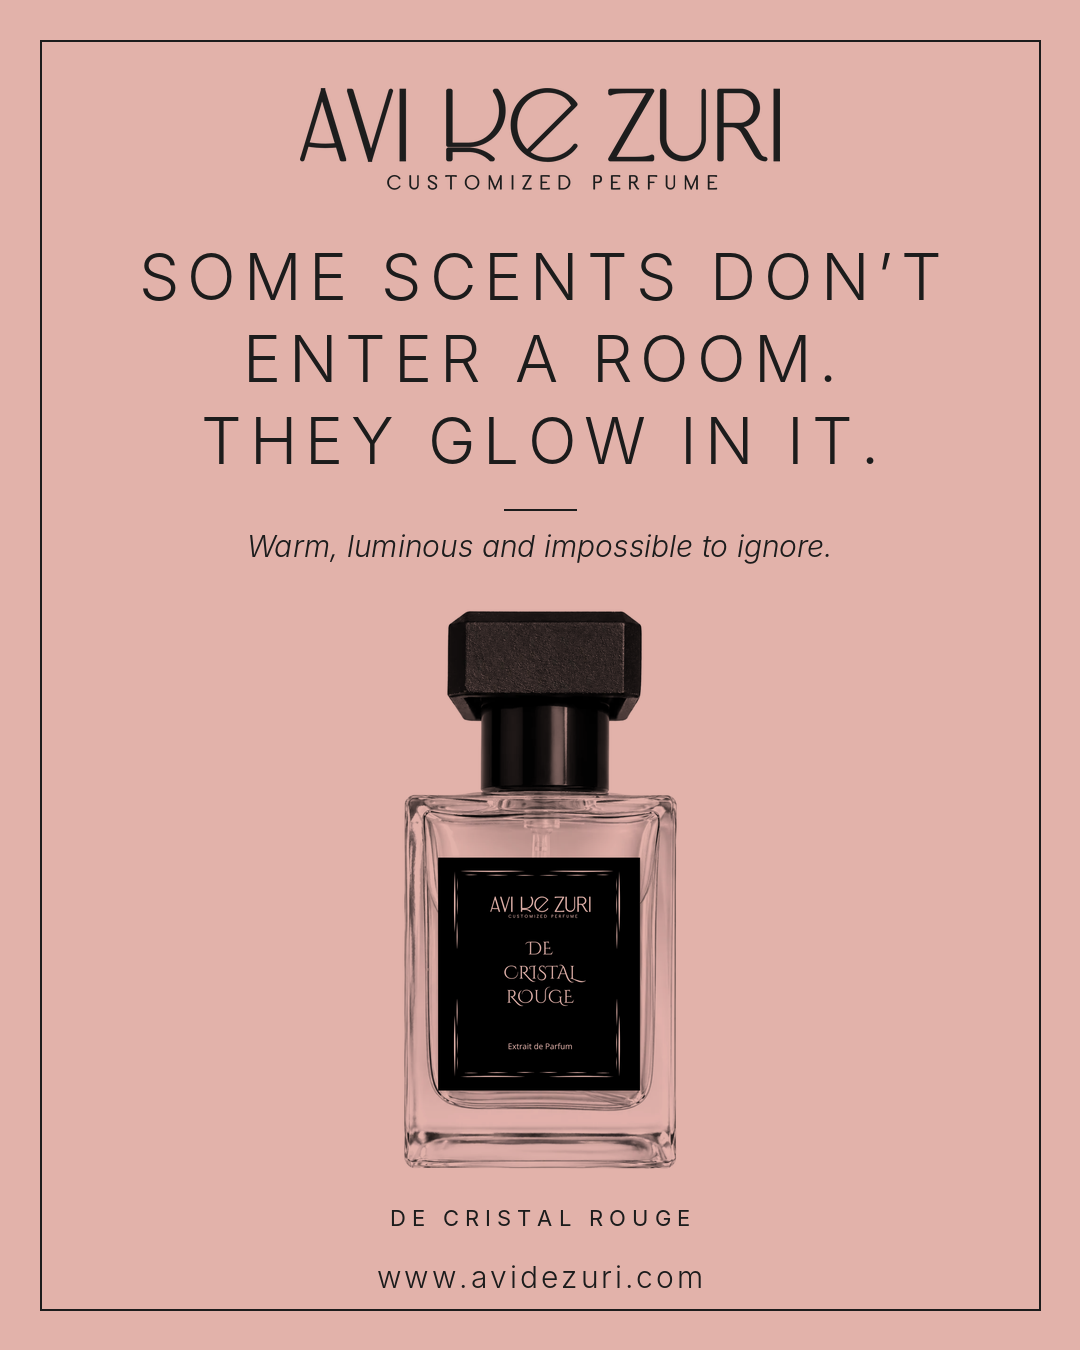 AVI DE ZURI
CUSTOMIZED PERFUME
SOME SCENTS DON’T
ENTER A ROOM.
THEY GLOW IN IT.
Warm, luminous and impossible to ignore.
AVI DE ZURI
CUSTOMIZED PERFUME
DE
CRISTAL
ROUGE
Extrait de Parfum
DE CRISTAL ROUGE
www.avidezuri.com